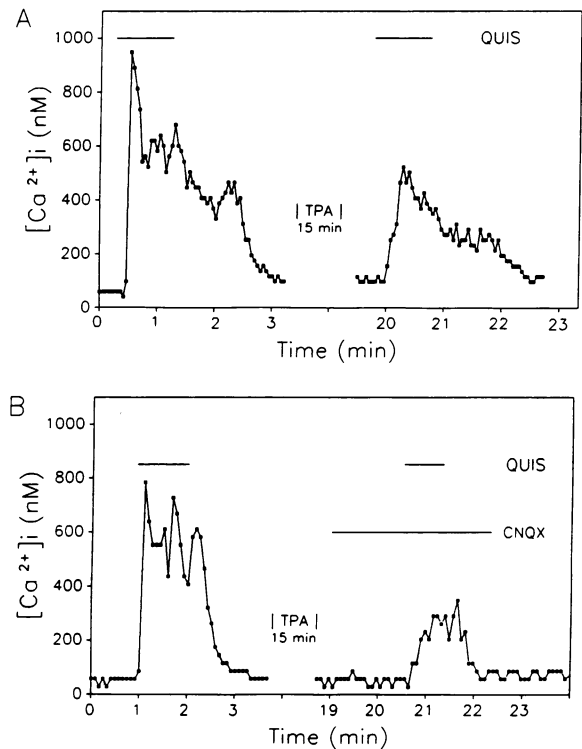 A
1000
QUIS
800
600
400
200
0
[Ca 2+]i (nM)
| TPA |
15 min
0 1 2 3 20 21 22 23
Time (min)
B
1000
800
QUIS
600
CNQX
400
200
0
[Ca 2+]i (nM)
| TPA |
15 min
0 1 2 3 19 20 21 22 23
Time (min)